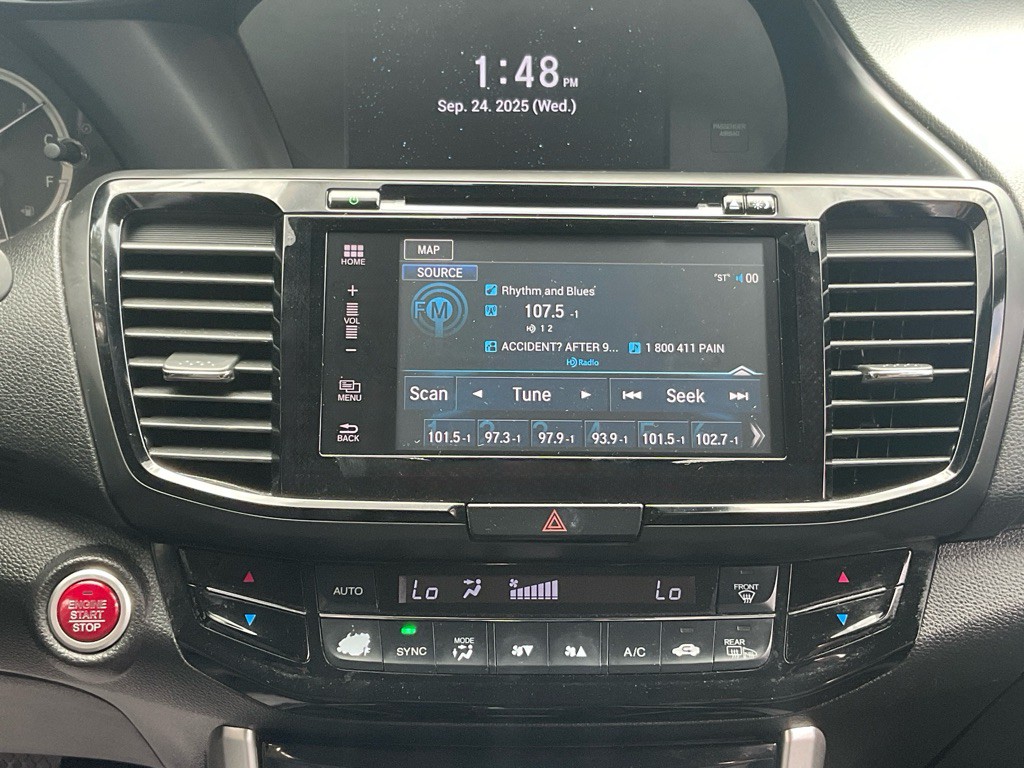 1:48 PM
Sep. 24. 2025 (Wed.)
PASSENGER AIRBAG
F
HOME
MAP
SOURCE
"ST" 00
+
VOL
−
FM
Rhythm and Blues
107.5 -1
HD 1 2
ACCIDENT? AFTER 9... 1 800 411 PAIN
HD Radio
MENU
Scan Tune Seek
BACK
101.5-1 97.3-1 97.9-1 93.9-1 101.5-1 102.7-1
ENGINE
START
STOP
AUTO
Lo Lo
FRONT
SYNC
MODE
A/C
REAR